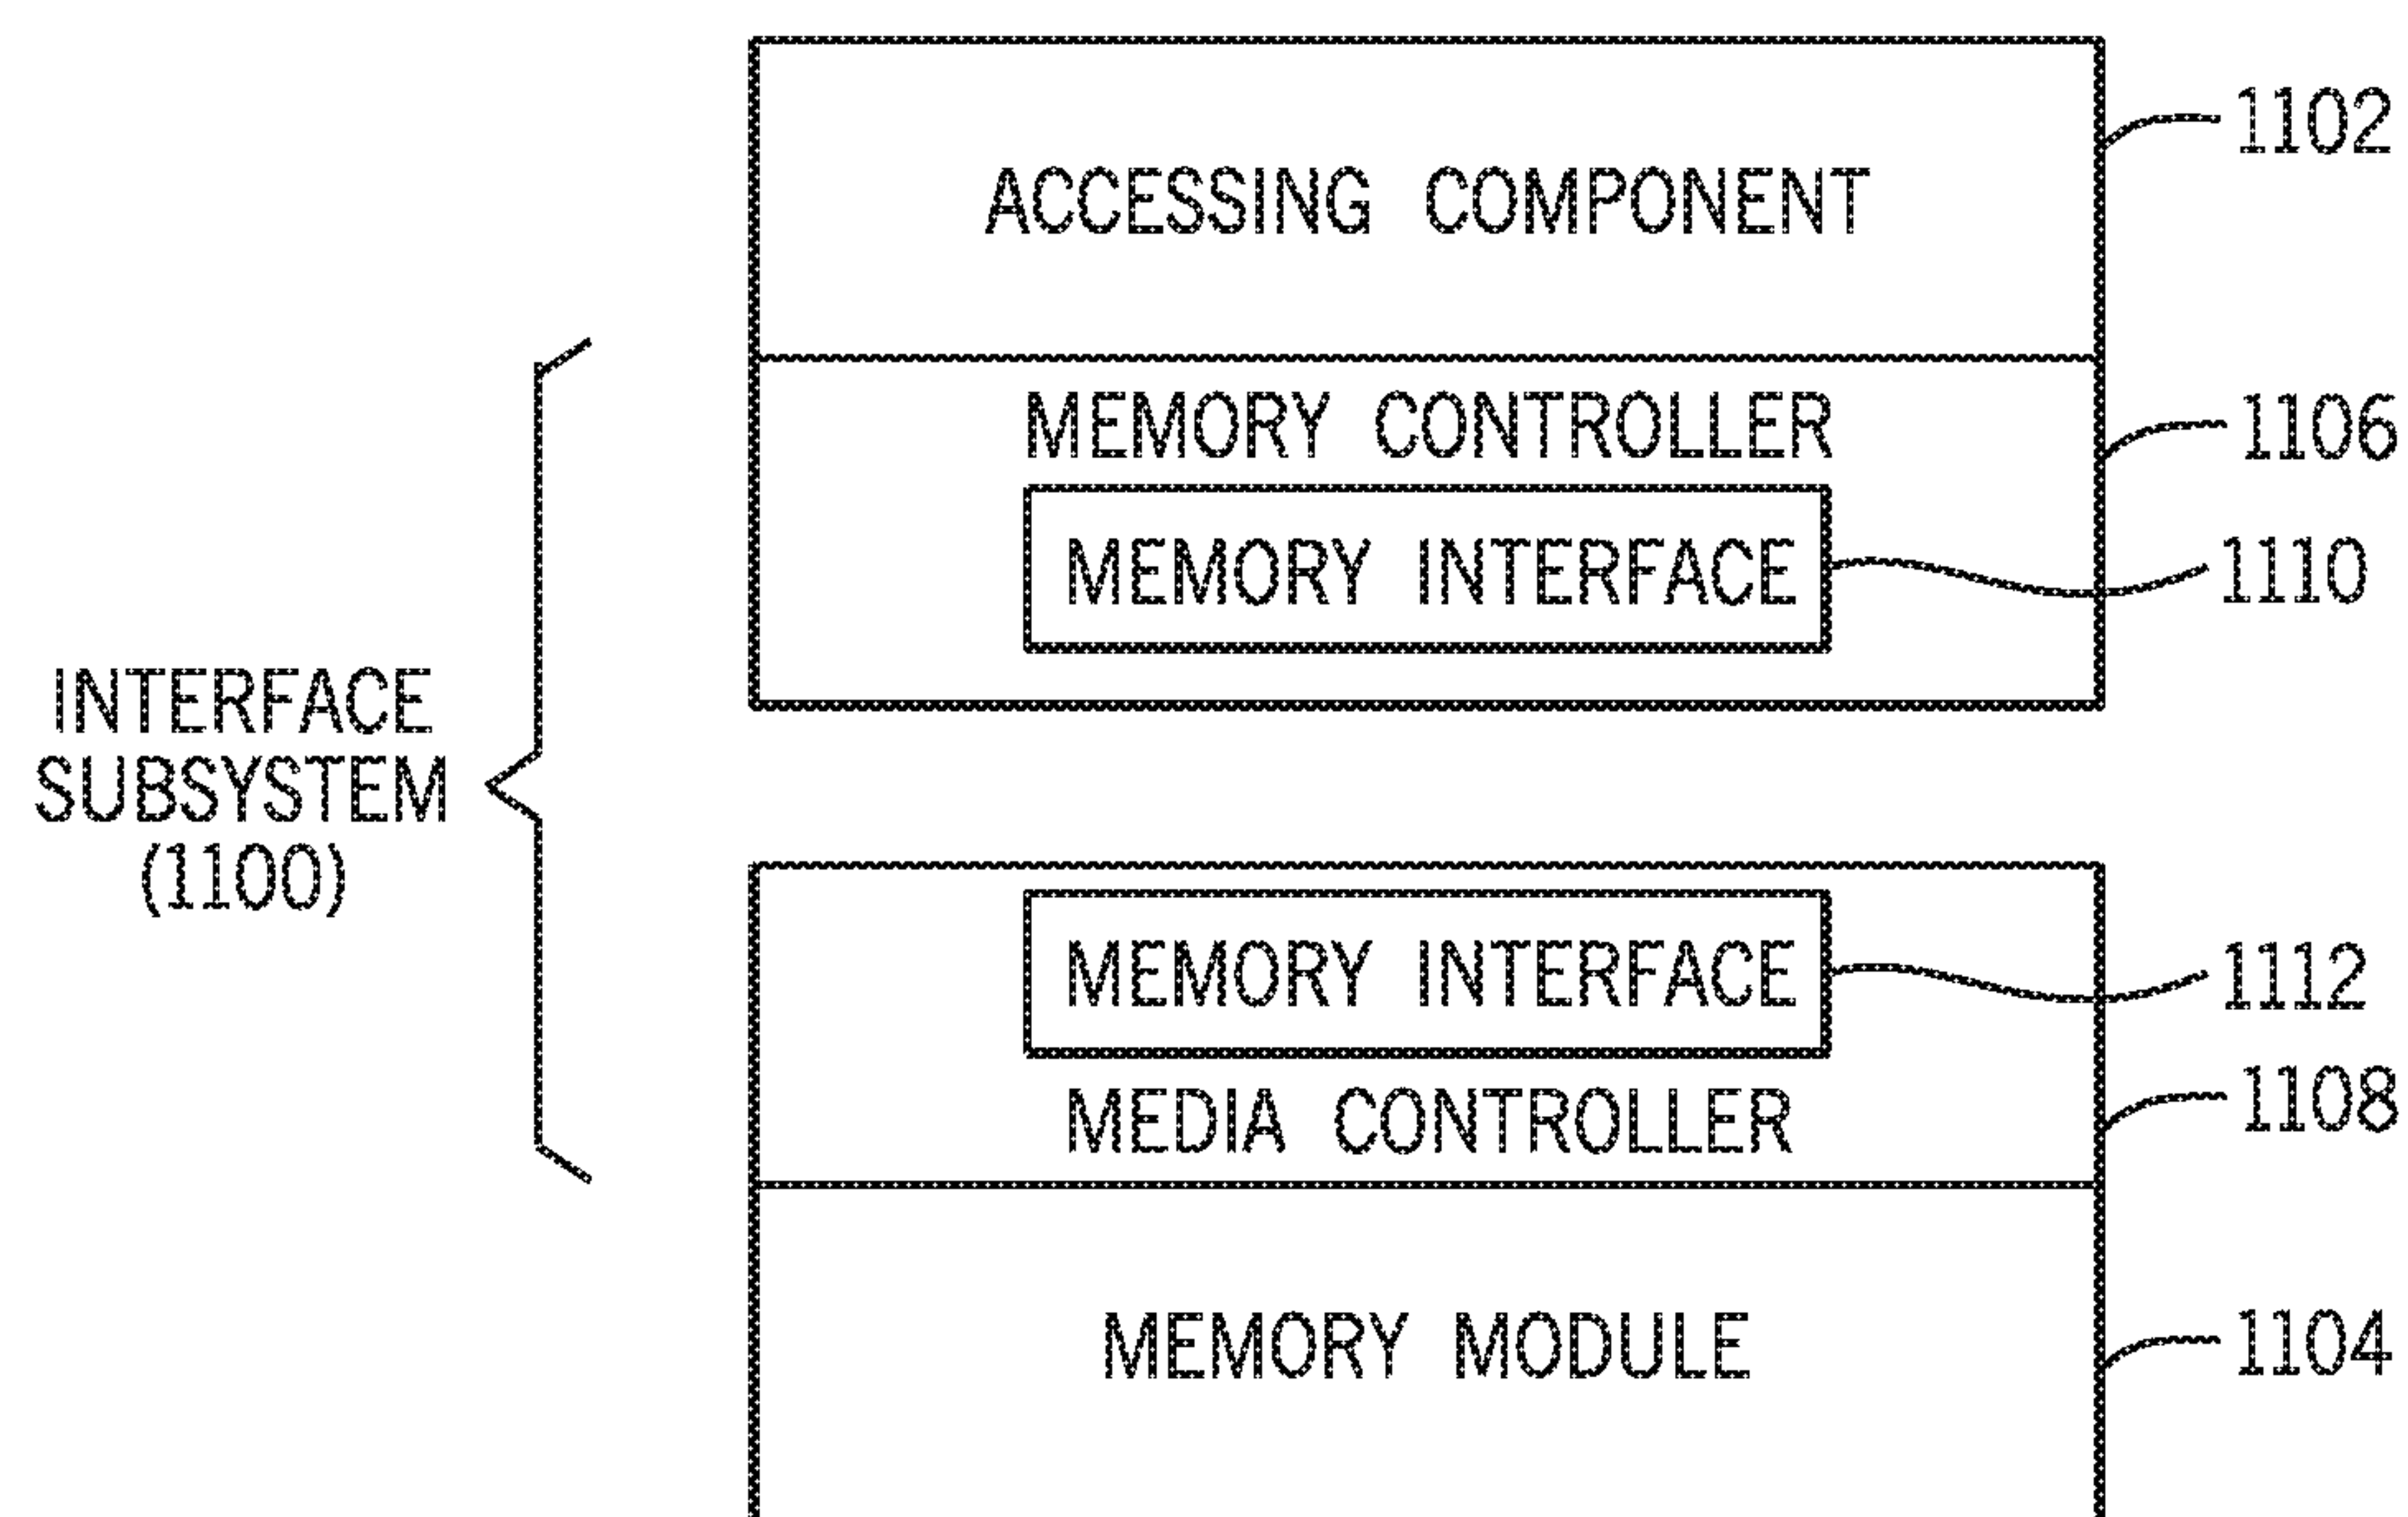 ACCESSING COMPONENT
1102
MEMORY CONTROLLER
1106
MEMORY INTERFACE
1110
INTERFACE
SUBSYSTEM
(1100)
MEMORY INTERFACE
1112
MEDIA CONTROLLER
1108
MEMORY MODULE
1104